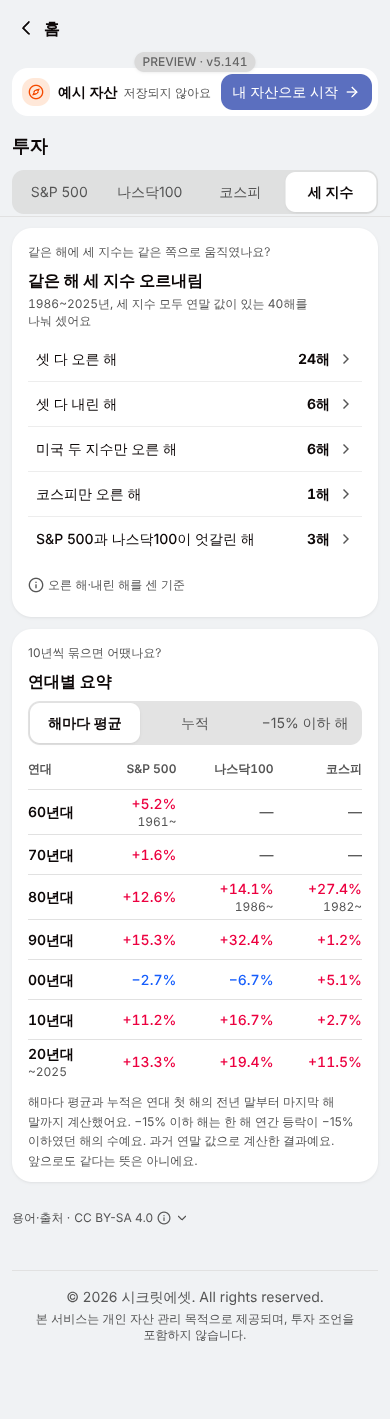 홈
PREVIEW · v5.141
예시 자산 저장되지 않아요 내 자산으로 시작 →
투자
S&P 500 나스닥100 코스피 세 지수
같은 해에 세 지수는 같은 쪽으로 움직였나요?
같은 해 세 지수 오르내림
1986~2025년, 세 지수 모두 연말 값이 있는 40해를
나눠 셌어요
셋 다 오른 해 24해
셋 다 내린 해 6해
미국 두 지수만 오른 해 6해
코스피만 오른 해 1해
S&P 500과 나스닥100이 엇갈린 해 3해
오른 해·내린 해를 센 기준
10년씩 묶으면 어땠나요?
연대별 요약
해마다 평균 누적 −15% 이하 해
연대 S&P 500 나스닥100 코스피
60년대 +5.2% — —
1961~
70년대 +1.6% — —
80년대 +12.6% +14.1% +27.4%
1986~ 1982~
90년대 +15.3% +32.4% +1.2%
00년대 −2.7% −6.7% +5.1%
10년대 +11.2% +16.7% +2.7%
20년대 +13.3% +19.4% +11.5%
~2025
해마다 평균과 누적은 연대 첫 해의 전년 말부터 마지막 해
말까지 계산했어요. −15% 이하 해는 한 해 연간 등락이 −15%
이하였던 해의 수예요. 과거 연말 값으로 계산한 결과예요.
앞으로도 같다는 뜻은 아니에요.
용어·출처 · CC BY-SA 4.0
© 2026 시크릿에셋. All rights reserved.
본 서비스는 개인 자산 관리 목적으로 제공되며, 투자 조언을
포함하지 않습니다.